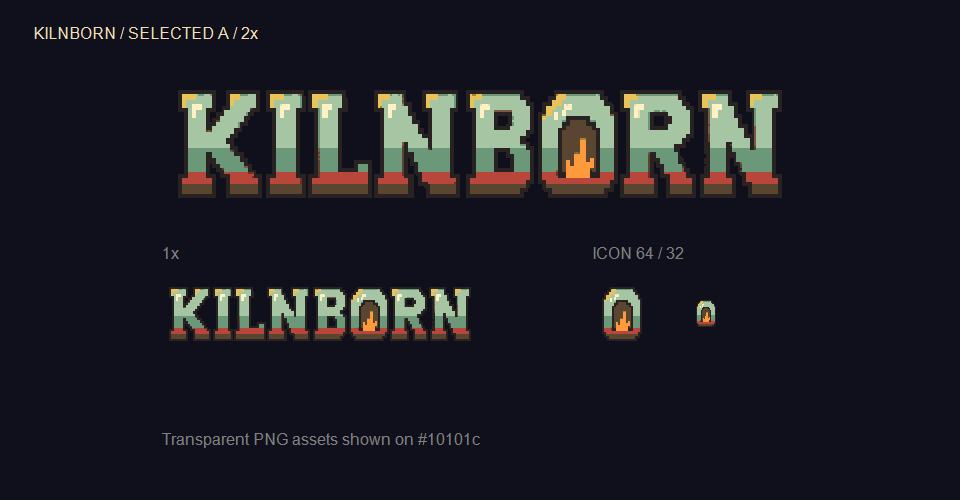 KILNBORN / SELECTED A / 2x
KILNBORN
1x
ICON 64 / 32
KILNBORN
Transparent PNG assets shown on #10101c